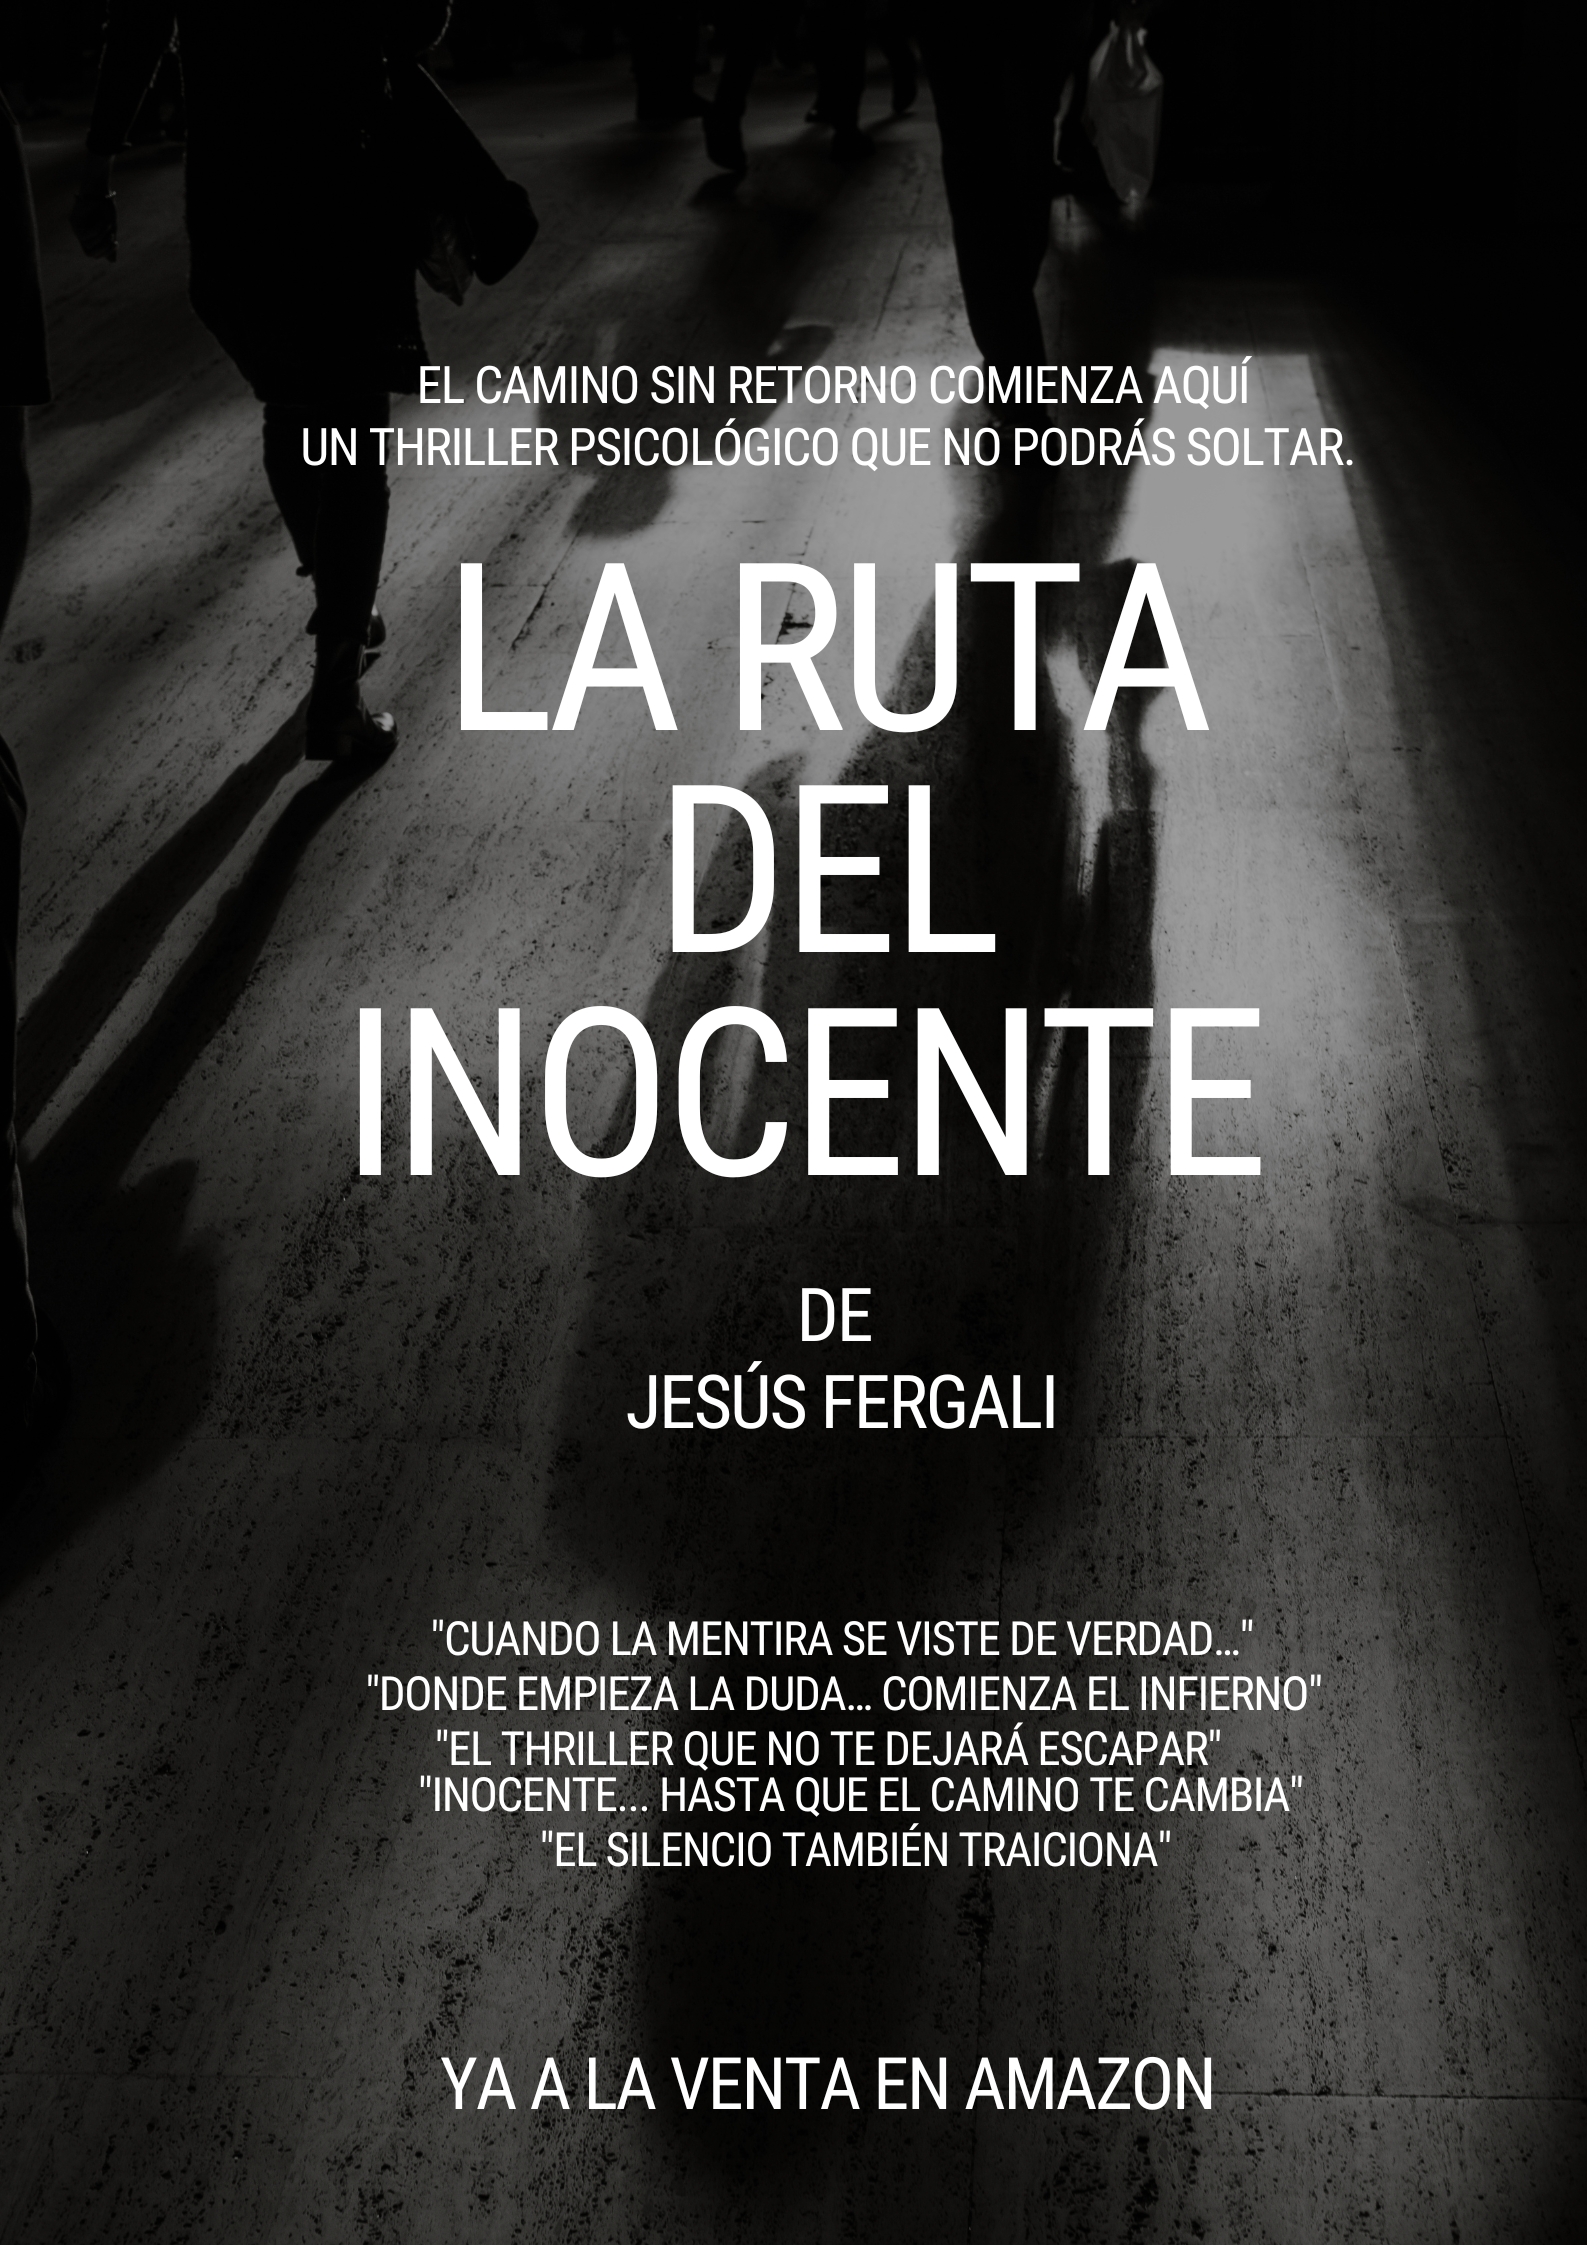 EL CAMINO SIN RETORNO COMIENZA AQUÍ
UN THRILLER PSICOLÓGICO QUE NO PODRÁS SOLTAR.
LA RUTA
DEL
INOCENTE
DE
JESÚS FERGALI
"CUANDO LA MENTIRA SE VISTE DE VERDAD…"
"DONDE EMPIEZA LA DUDA… COMIENZA EL INFIERNO"
"EL THRILLER QUE NO TE DEJARÁ ESCAPAR"
"INOCENTE... HASTA QUE EL CAMINO TE CAMBIA"
"EL SILENCIO TAMBIÉN TRAICIONA"
YA A LA VENTA EN AMAZON